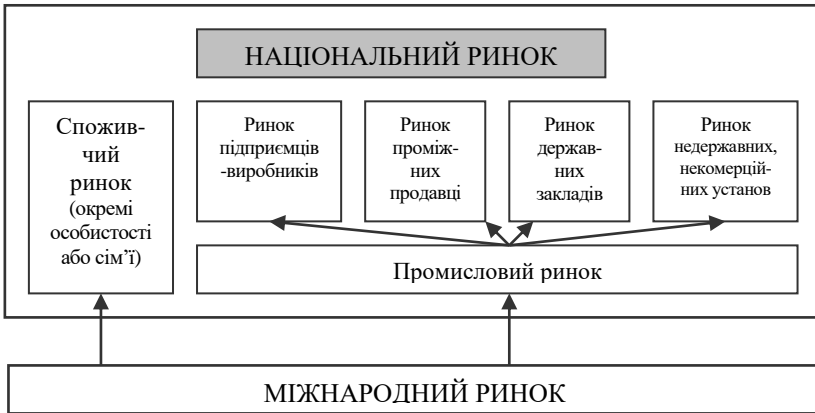 НАЦІОНАЛЬНИЙ РИНОК
Спожив-
чий
ринок
(окремі
особистості
або сім’ї)
Ринок
підприємців
-виробників
Ринок
проміж-
них
продавці
Ринок
держав-
них
закладів
Ринок
недержавних,
некомерцій-
них установ
Промисловий ринок
МІЖНАРОДНИЙ РИНОК